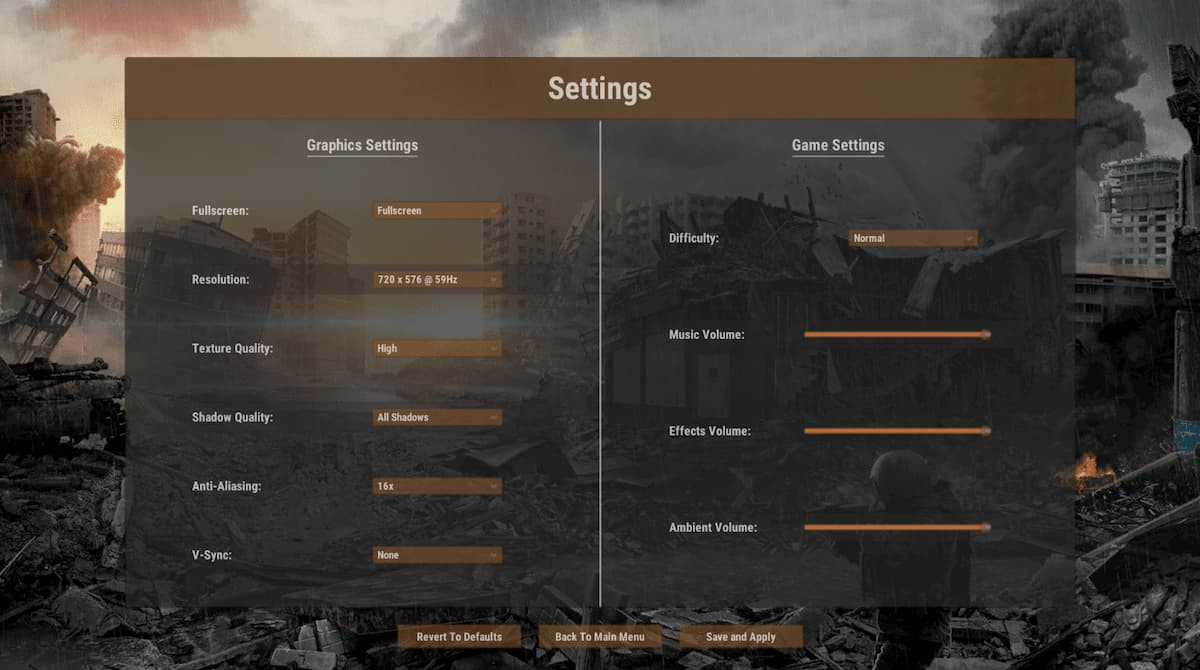 Settings
Graphics Settings
Fullscreen: Fullscreen
Resolution: 720 x 576 @ 59Hz
Texture Quality: High
Shadow Quality: All Shadows
Anti-Aliasing: 16x
V-Sync: None
Game Settings
Difficulty: Normal
Music Volume:
Effects Volume:
Ambient Volume:
Revert To Defaults
Back To Main Menu
Save and Apply